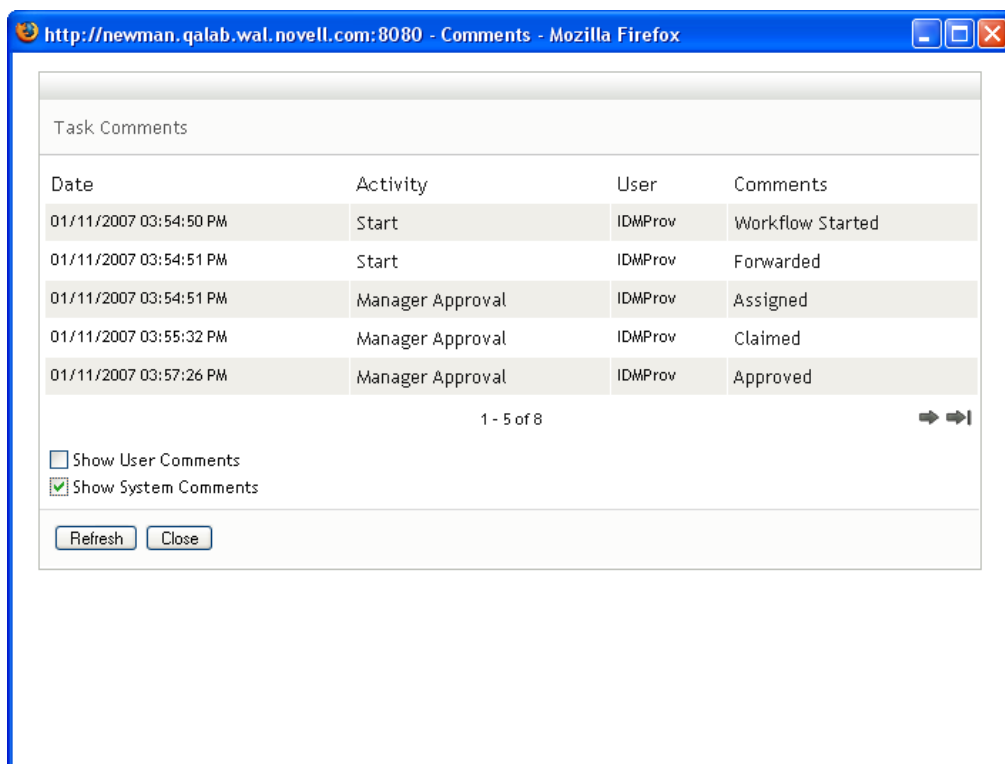 http://newman.qalab.wal.novell.com:8080 - Comments - Mozilla Firefox
Task Comments
Date Activity User Comments
01/11/2007 03:54:50 PM Start IDMProv Workflow Started
01/11/2007 03:54:51 PM Start IDMProv Forwarded
01/11/2007 03:54:51 PM Manager Approval IDMProv Assigned
01/11/2007 03:55:32 PM Manager Approval IDMProv Claimed
01/11/2007 03:57:26 PM Manager Approval IDMProv Approved
1 - 5 of 8
Show User Comments
Show System Comments
Refresh Close